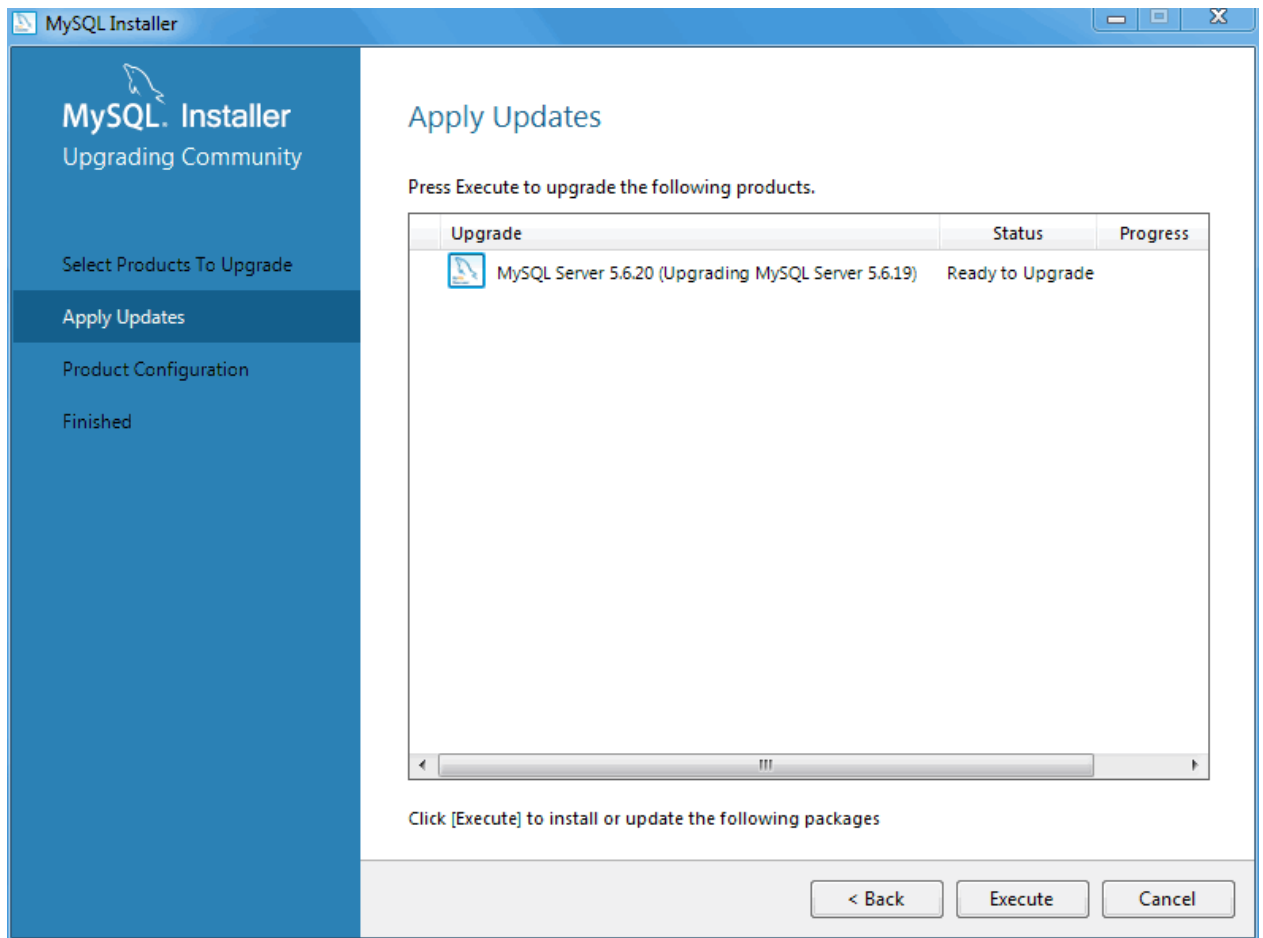 MySQL Installer
MySQL. Installer
Upgrading Community
Select Products To Upgrade
Apply Updates
Product Configuration
Finished
Apply Updates
Press Execute to upgrade the following products.
Upgrade Status Progress
MySQL Server 5.6.20 (Upgrading MySQL Server 5.6.19) Ready to Upgrade
Click [Execute] to install or update the following packages
< Back Execute Cancel